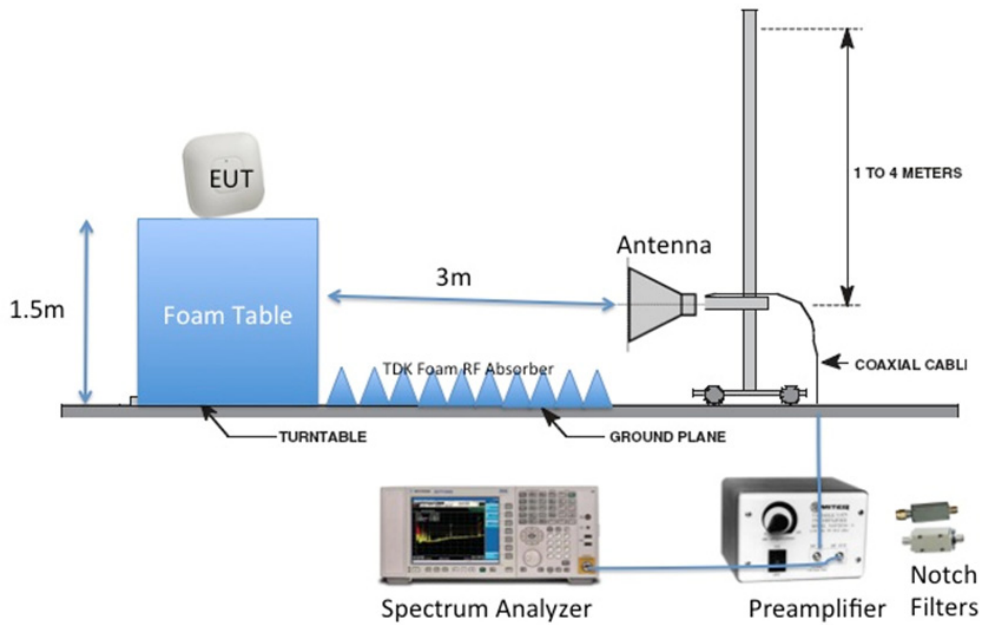 1 TO 4 METERS
EUT
Antenna
3m
1.5m
Foam Table
TDK Foam RF Absorber
COAXIAL CABLI
TURNTABLE
GROUND PLANE
MITEQ
Spectrum Analyzer
Preamplifier
Notch
Filters